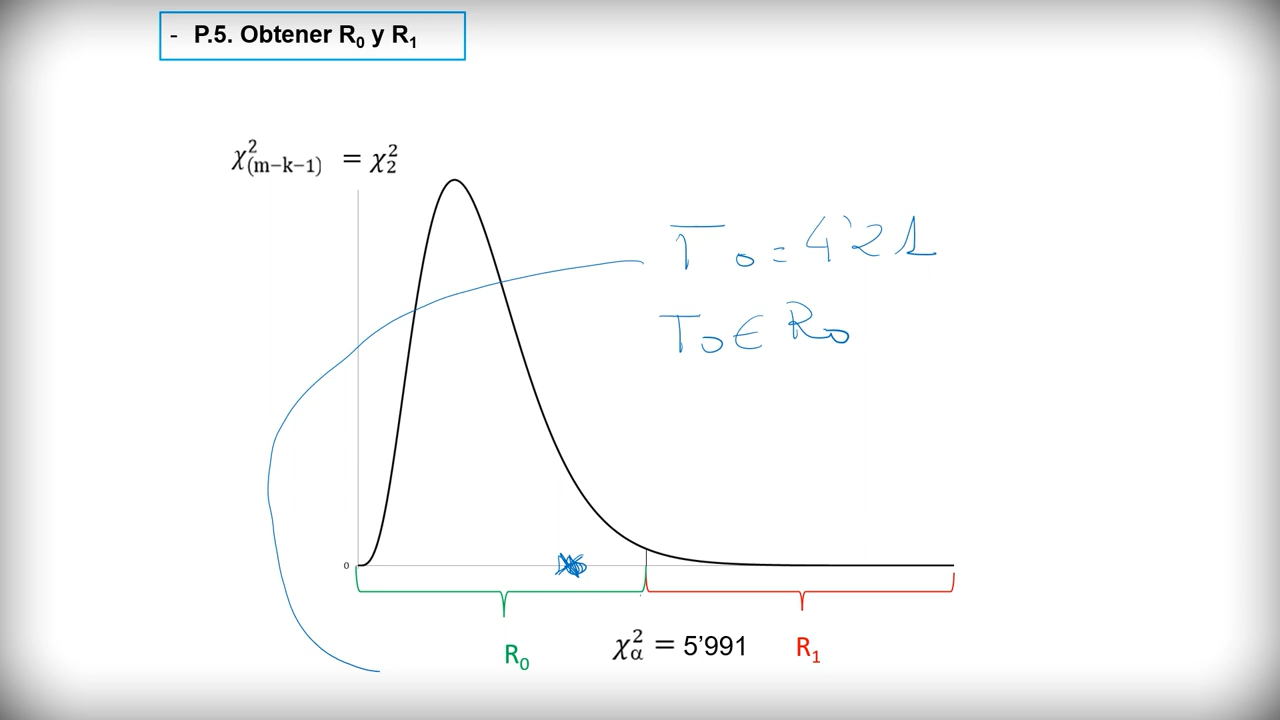 - P.5. Obtener R₀ y R₁
χ²₍ₘ₋ₖ₋₁₎ = χ²₂
T₀ = 4'21
T₀ ∈ R₀
0
R₀
χ²α = 5’991
R₁